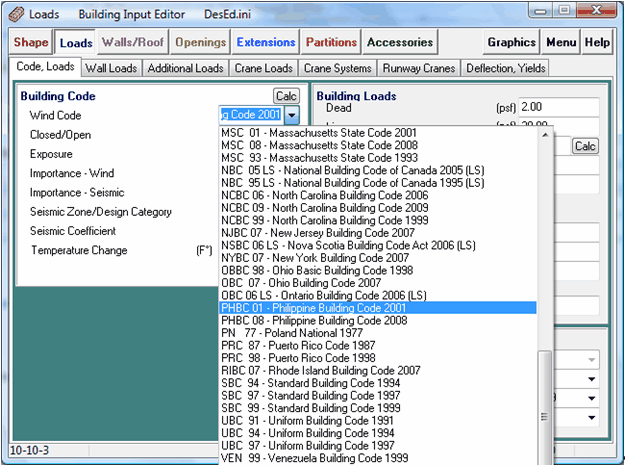 Loads Building Input Editor DesEd.ini
Shape Loads Walls/Roof Openings Extensions Partitions Accessories Graphics Menu Help
Code, Loads Wall Loads Additional Loads Crane Loads Crane Systems Runway Cranes Deflection, Yields
Building Code Calc
Wind Code g Code 2001
Closed/Open
Exposure
Importance - Wind
Importance - Seismic
Seismic Zone/Design Category
Seismic Coefficient
Temperature Change (F°)
Building Loads
Dead (psf) 2.00
Calc
MSC 01 - Massachusetts State Code 2001
MSC 08 - Massachusetts State Code 2008
MSC 93 - Massachusetts State Code 1993
NBC 05 LS - National Building Code of Canada 2005 (LS)
NBC 95 LS - National Building Code of Canada 1995 (LS)
NCBC 06 - North Carolina Building Code 2006
NCBC 09 - North Carolina Building Code 2009
NCBC 99 - North Carolina Building Code 1999
NJBC 07 - New Jersey Building Code 2007
NSBC 06 LS - Nova Scotia Building Code Act 2006 (LS)
NYBC 07 - New York Building Code 2007
OBBC 98 - Ohio Basic Building Code 1998
OBC 07 - Ohio Building Code 2007
OBC 06 LS - Ontario Building Code 2006 (LS)
PHBC 01 - Philippine Building Code 2001
PHBC 08 - Philippine Building Code 2008
PN 77 - Poland National 1977
PRC 87 - Puerto Rico Code 1987
PRC 98 - Puerto Rico Code 1998
RIBC 07 - Rhode Island Building Code 2007
SBC 94 - Standard Building Code 1994
SBC 97 - Standard Building Code 1997
SBC 99 - Standard Building Code 1999
UBC 91 - Uniform Building Code 1991
UBC 94 - Uniform Building Code 1994
UBC 97 - Uniform Building Code 1997
VEN 99 - Venezuela Building Code 1999
10-10-3